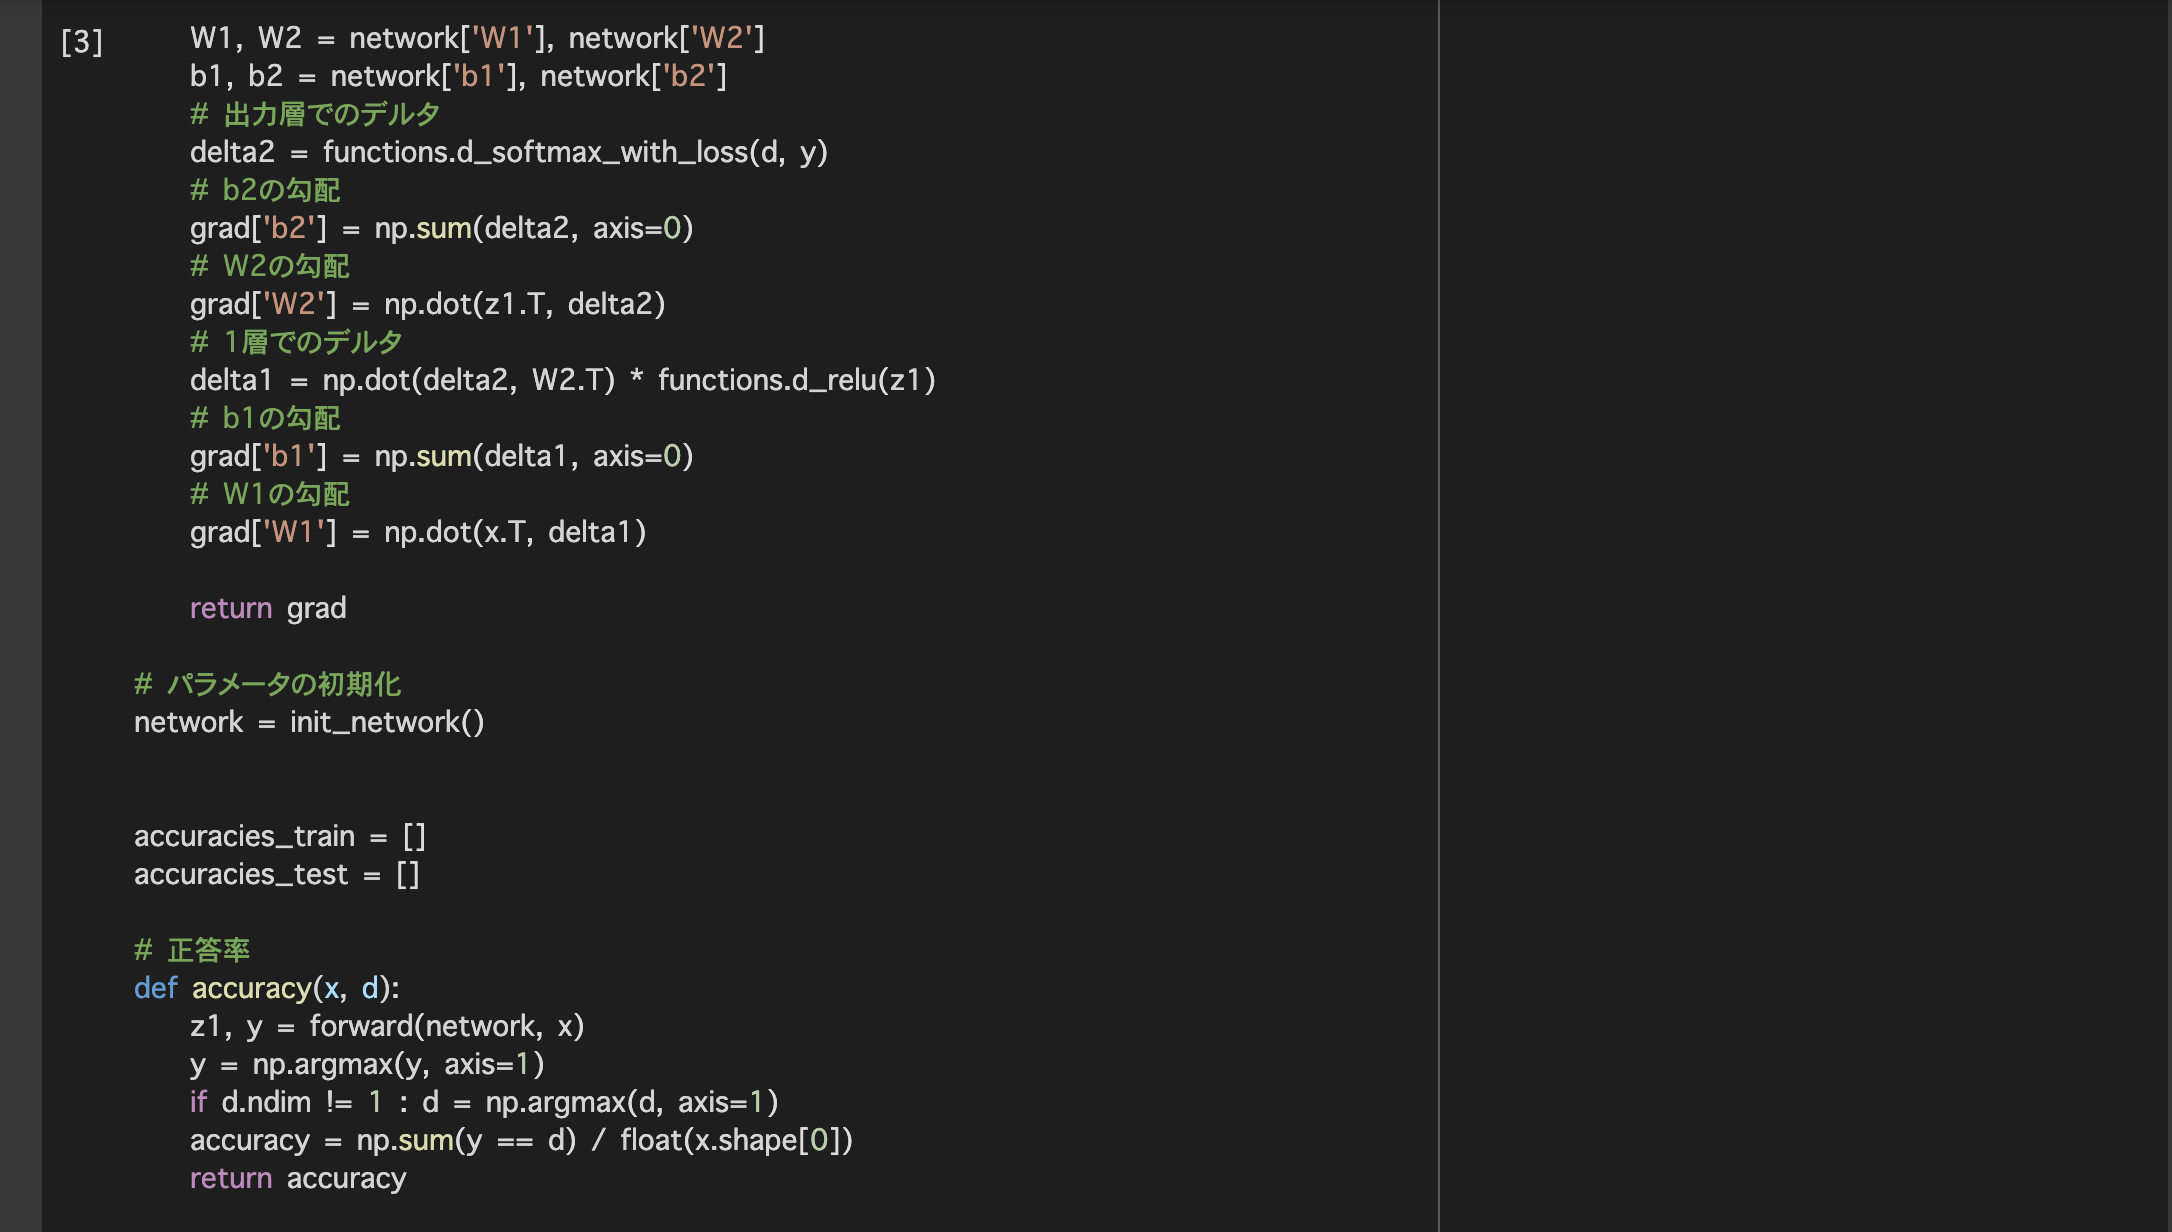 [3]
W1, W2 = network['W1'], network['W2']
b1, b2 = network['b1'], network['b2']
# 出力層でのデルタ
delta2 = functions.d_softmax_with_loss(d, y)
# b2の勾配
grad['b2'] = np.sum(delta2, axis=0)
# W2の勾配
grad['W2'] = np.dot(z1.T, delta2)
# 1層でのデルタ
delta1 = np.dot(delta2, W2.T) * functions.d_relu(z1)
# b1の勾配
grad['b1'] = np.sum(delta1, axis=0)
# W1の勾配
grad['W1'] = np.dot(x.T, delta1)
return grad
# パラメータの初期化
network = init_network()
accuracies_train = []
accuracies_test = []
# 正答率
def accuracy(x, d):
z1, y = forward(network, x)
y = np.argmax(y, axis=1)
if d.ndim != 1 : d = np.argmax(d, axis=1)
accuracy = np.sum(y == d) / float(x.shape[0])
return accuracy